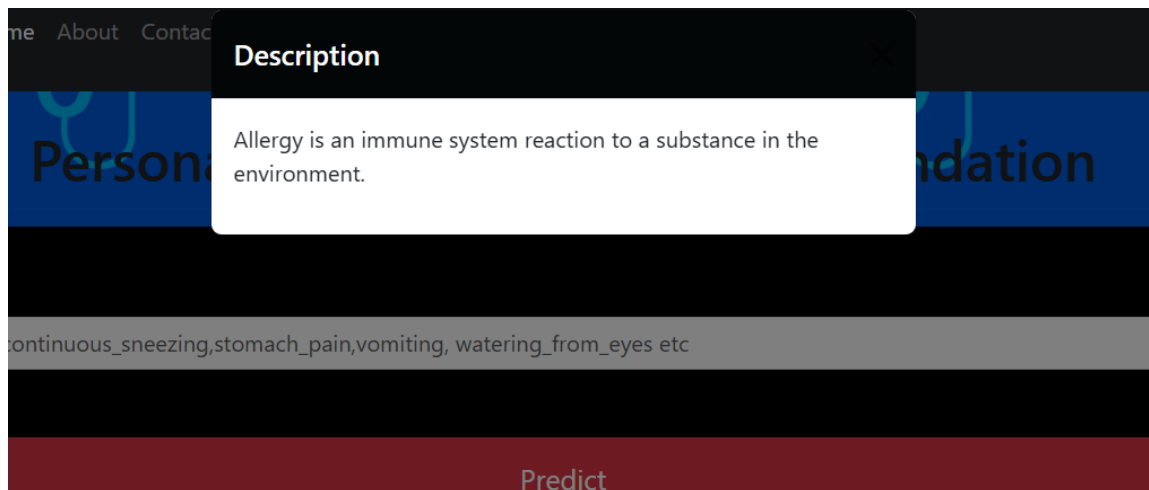 me About Contac
Description
Allergy is an immune system reaction to a substance in the
environment.
Persona
ndation
continuous_sneezing,stomach_pain,vomiting, watering_from_eyes etc
Predict